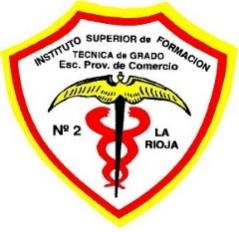 INSTITUTO SUPERIOR de FORMACION
TECNICA de GRADO
Esc. Prov. de Comercio
Nº 2
LA
RIOJA